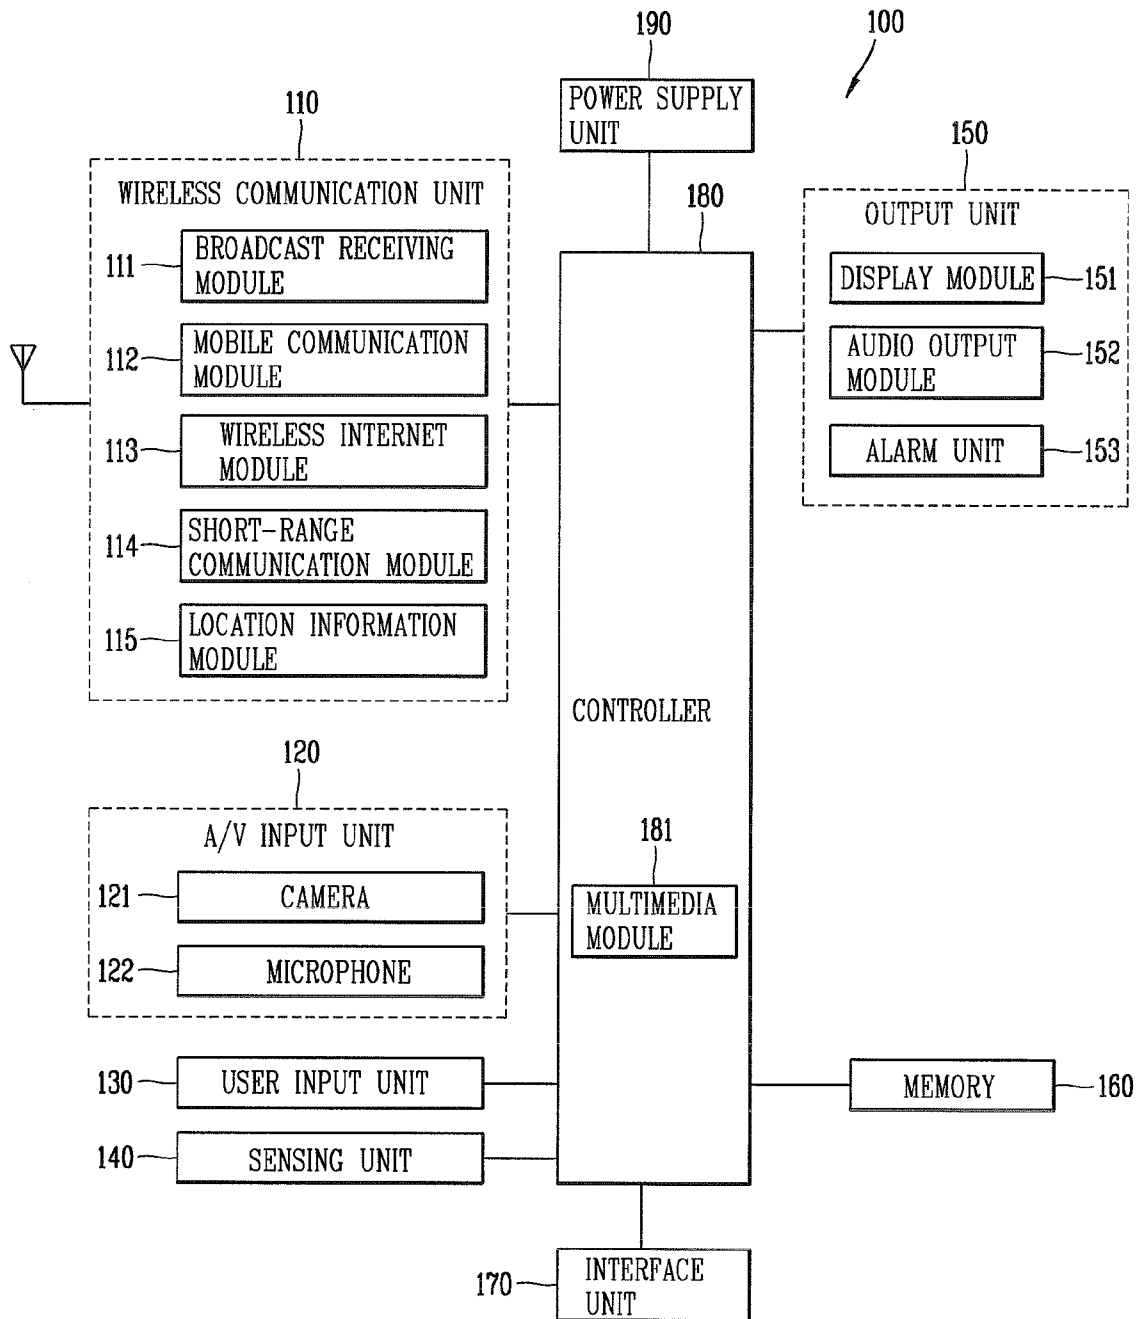 190
100
POWER SUPPLY
UNIT
110
WIRELESS COMMUNICATION UNIT
111
BROADCAST RECEIVING
MODULE
112
MOBILE COMMUNICATION
MODULE
113
WIRELESS INTERNET
MODULE
114
SHORT-RANGE
COMMUNICATION MODULE
115
LOCATION INFORMATION
MODULE
180
CONTROLLER
181
MULTIMEDIA
MODULE
150
OUTPUT UNIT
DISPLAY MODULE
151
AUDIO OUTPUT
MODULE
152
ALARM UNIT
153
120
A/V INPUT UNIT
121
CAMERA
122
MICROPHONE
130
USER INPUT UNIT
140
SENSING UNIT
MEMORY
160
170
INTERFACE
UNIT